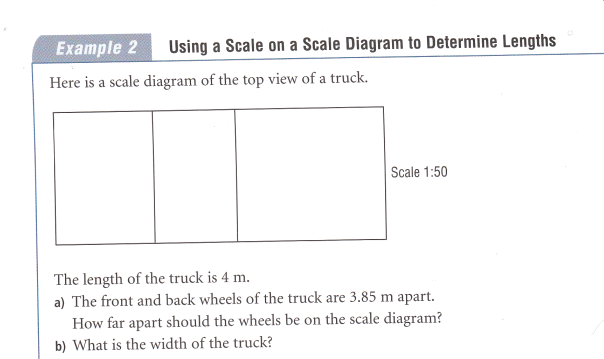 Example 2 Using a Scale on a Scale Diagram to Determine Lengths
Here is a scale diagram of the top view of a truck.
Scale 1:50
The length of the truck is 4 m.
a) The front and back wheels of the truck are 3.85 m apart.
How far apart should the wheels be on the scale diagram?
b) What is the width of the truck?